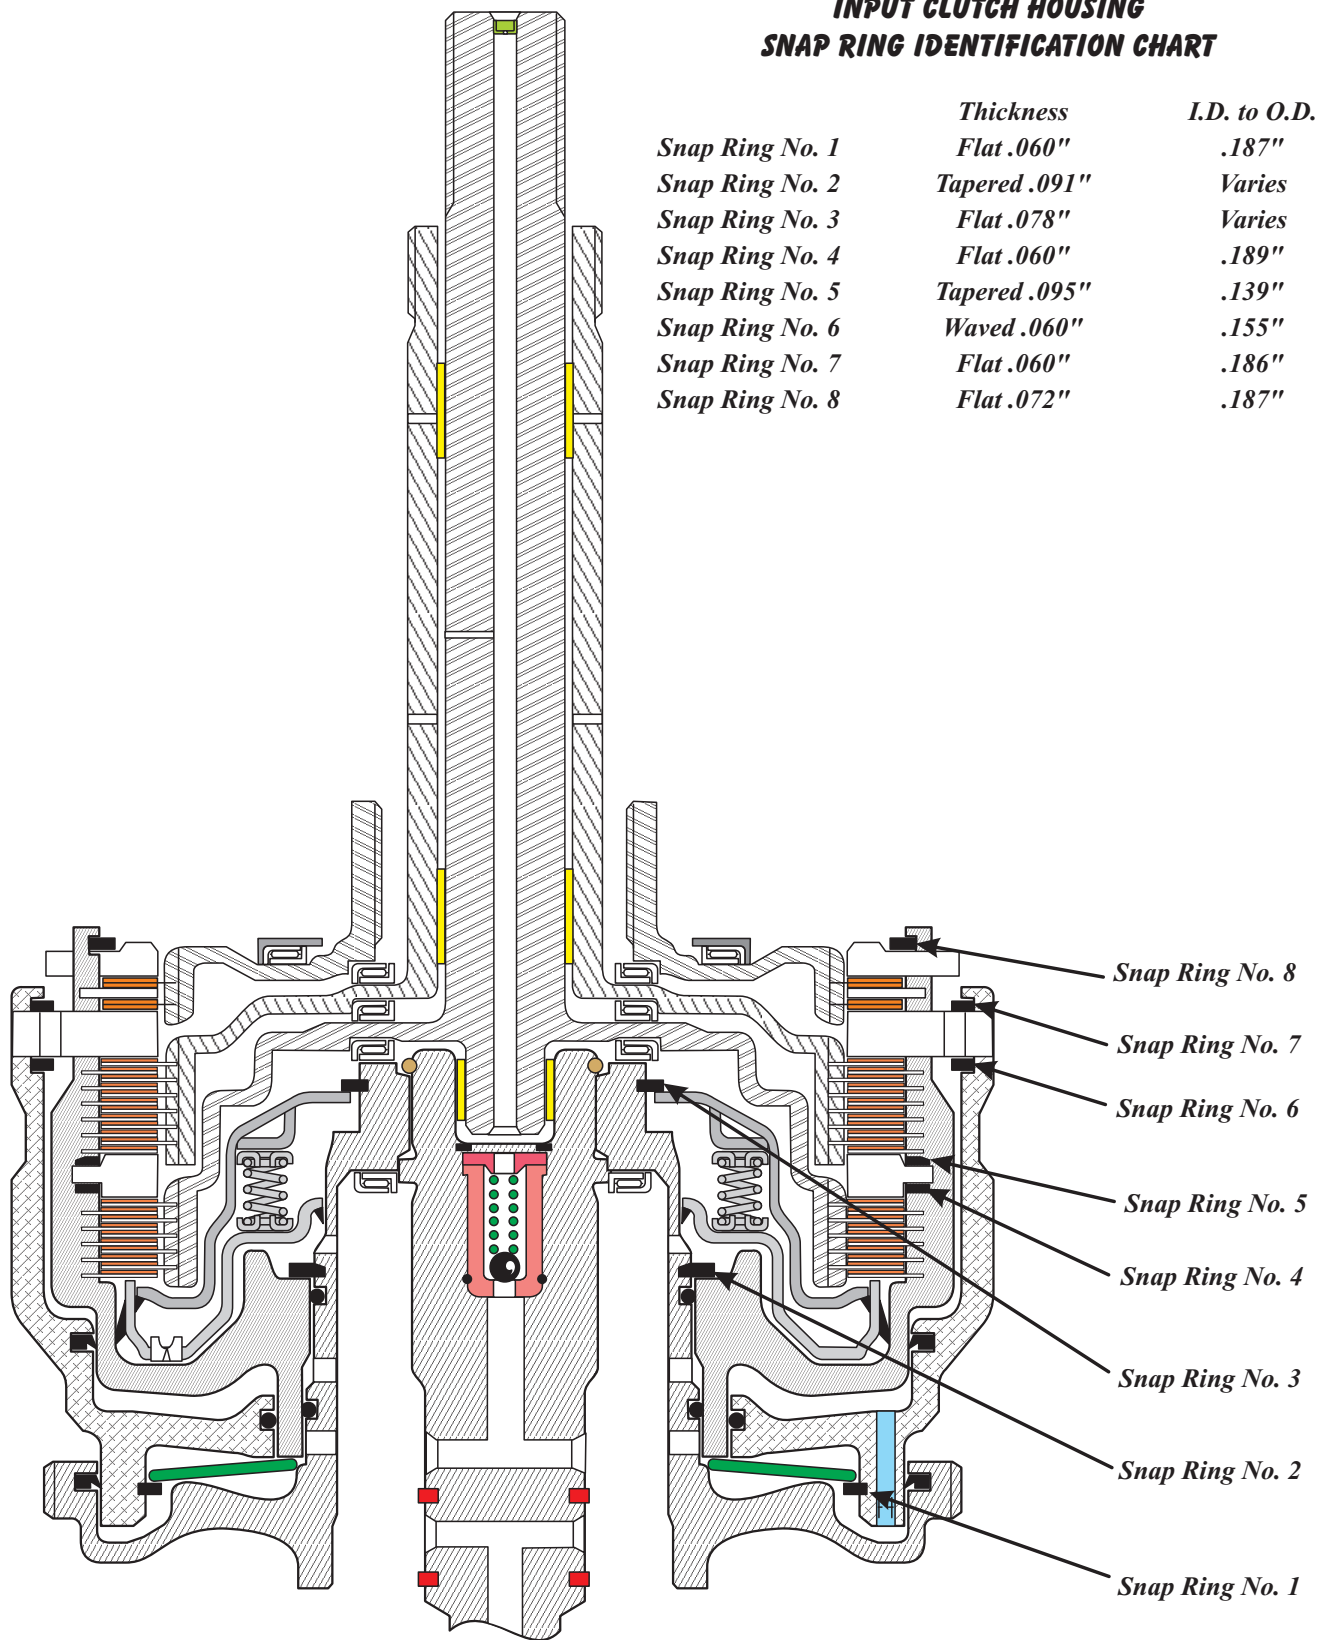 INPUT CLUTCH HOUSING
SNAP RING IDENTIFICATION CHART
Thickness I.D. to O.D.
Snap Ring No. 1 Flat .060" .187"
Snap Ring No. 2 Tapered .091" Varies
Snap Ring No. 3 Flat .078" Varies
Snap Ring No. 4 Flat .060" .189"
Snap Ring No. 5 Tapered .095" .139"
Snap Ring No. 6 Waved .060" .155"
Snap Ring No. 7 Flat .060" .186"
Snap Ring No. 8 Flat .072" .187"
Snap Ring No. 8
Snap Ring No. 7
Snap Ring No. 6
Snap Ring No. 5
Snap Ring No. 4
Snap Ring No. 3
Snap Ring No. 2
Snap Ring No. 1